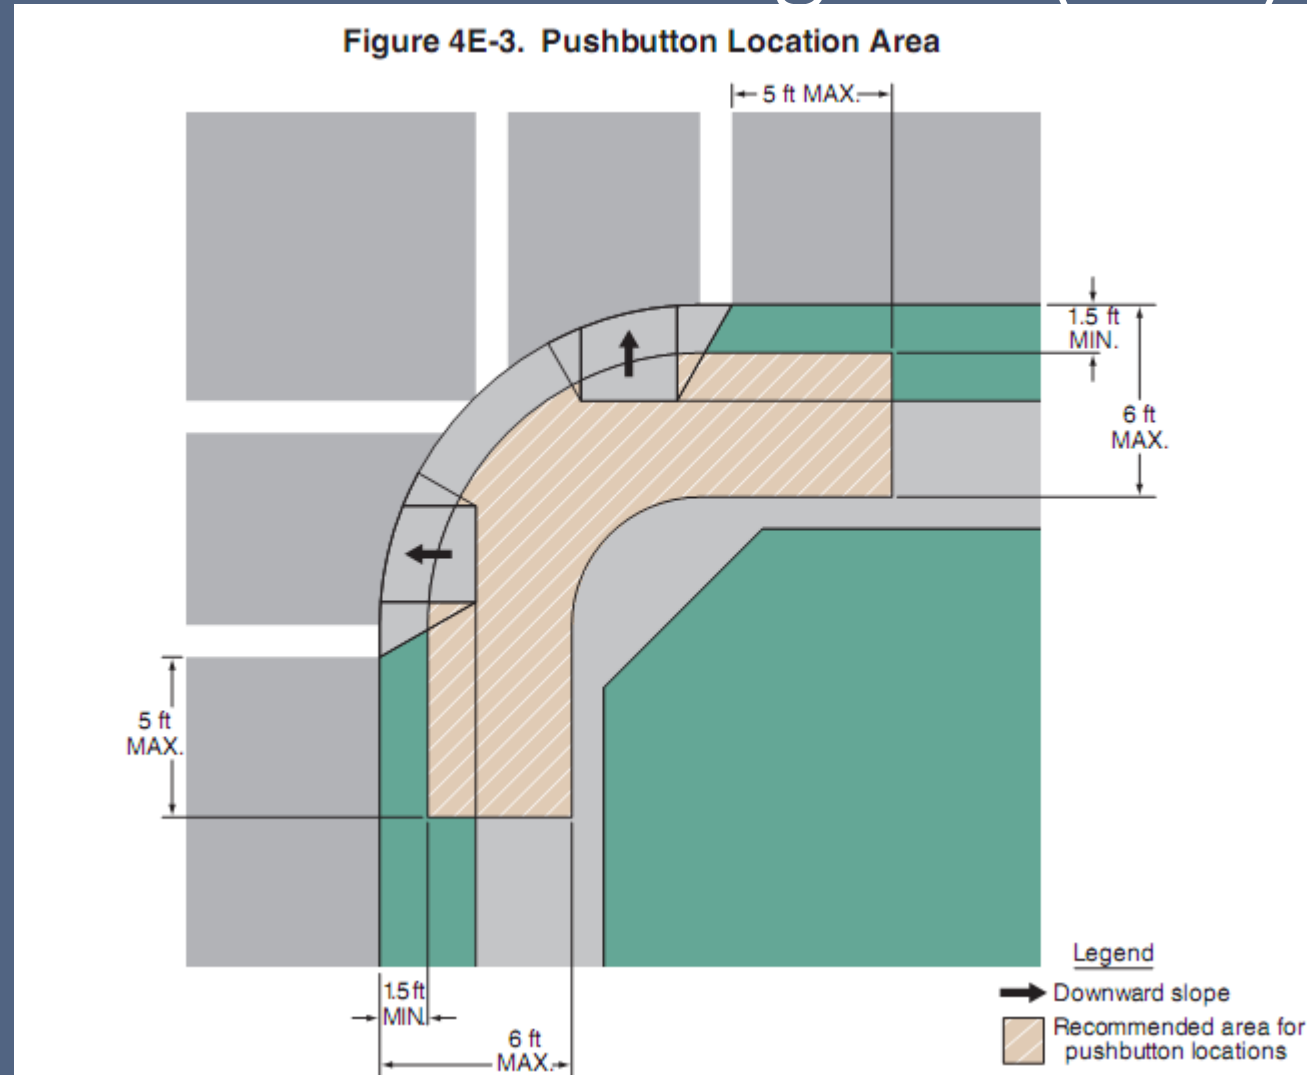 Figure 4E-3. Pushbutton Location Area
5 ft MAX.
1.5 ft
MIN.
6 ft
MAX.
5 ft
MAX.
1.5 ft
MIN.
6 ft
MAX.
Legend
Downward slope
Recommended area for
pushbutton locations